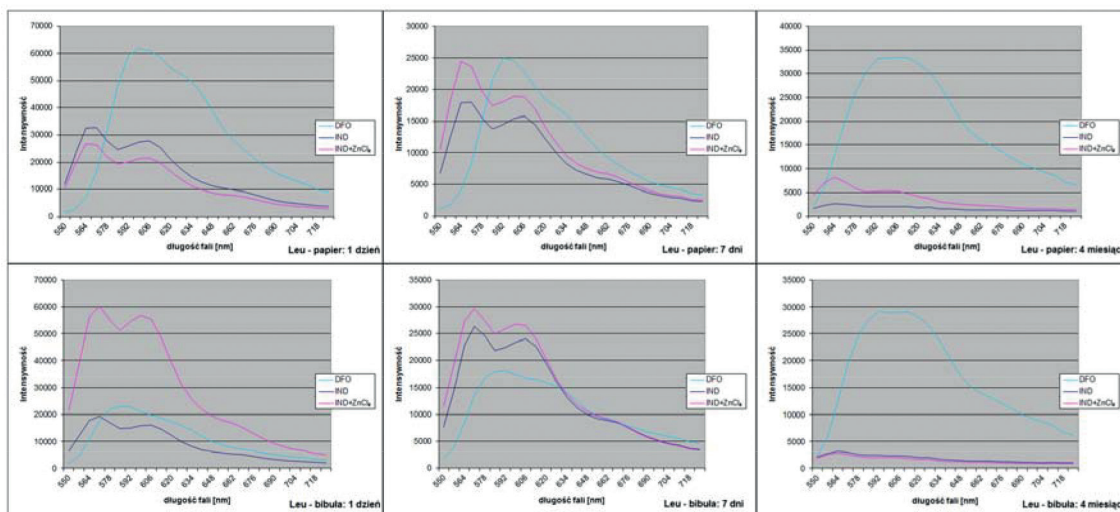 70000
60000
50000
40000
30000
20000
10000
0
Intensywność
550 564 578 592 606 620 634 648 662 676 690 704 718
długość fali [nm]
DFO
IND
IND+ZnCl₂
Leu - papier: 1 dzień
30000
25000
20000
15000
10000
5000
0
Intensywność
550 564 578 592 606 620 634 648 662 676 690 704 718
długość fali [nm]
DFO
IND
IND+ZnCl₂
Leu - papier: 7 dni
40000
35000
30000
25000
20000
15000
10000
5000
0
Intensywność
550 564 578 592 606 620 634 648 662 676 690 704 718
długość fali [nm]
DFO
IND
IND+ZnCl₂
Leu - papier: 4 miesiąc
70000
60000
50000
40000
30000
20000
10000
0
Intensywność
550 564 578 592 606 620 634 648 662 676 690 704 718
długość fali [nm]
DFO
IND
IND+ZnCl₂
Leu - bibuła: 1 dzień
35000
30000
25000
20000
15000
10000
5000
0
Intensywność
550 564 578 592 606 620 634 648 662 676 690 704 718
długość fali [nm]
DFO
IND
IND+ZnCl₂
Leu - bibuła: 7 dni
35000
30000
25000
20000
15000
10000
5000
0
Intensywność
550 564 578 592 606 620 634 648 662 676 690 704 718
długość fali [nm]
DFO
IND
IND+ZnCl₂
Leu - bibuła: 4 miesiąc